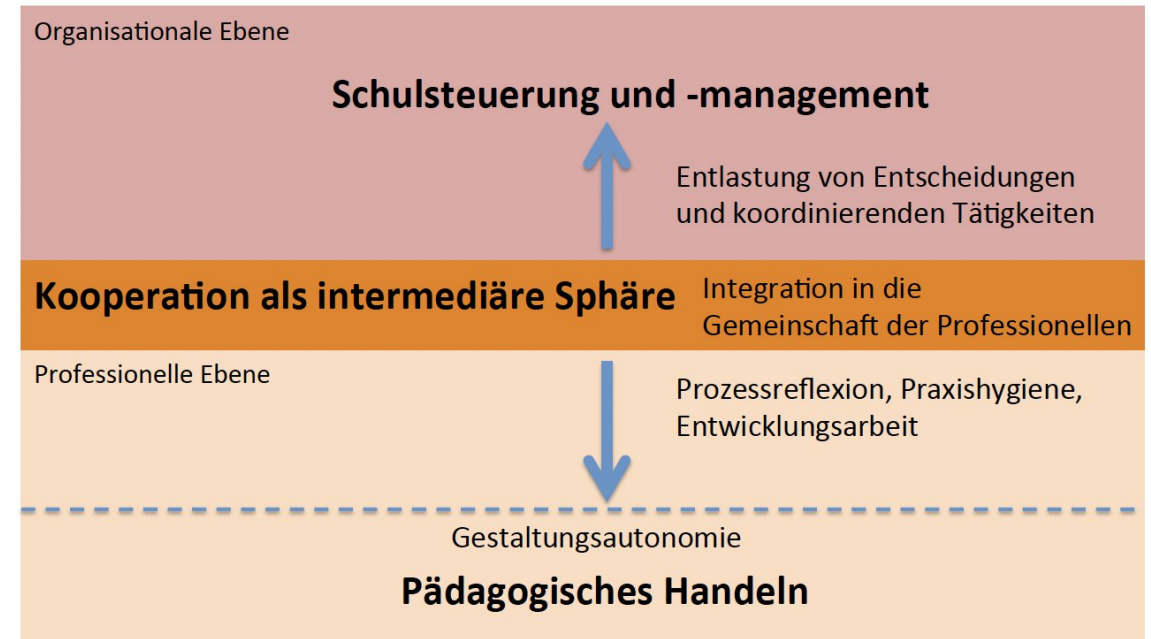 Organisationale Ebene
Schulsteuerung und -management
Entlastung von Entscheidungen
und koordinierenden Tätigkeiten
Kooperation als intermediäre Sphäre
Integration in die
Gemeinschaft der Professionellen
Professionelle Ebene
Prozessreflexion, Praxishygiene,
Entwicklungsarbeit
Gestaltungsautonomie
Pädagogisches Handeln